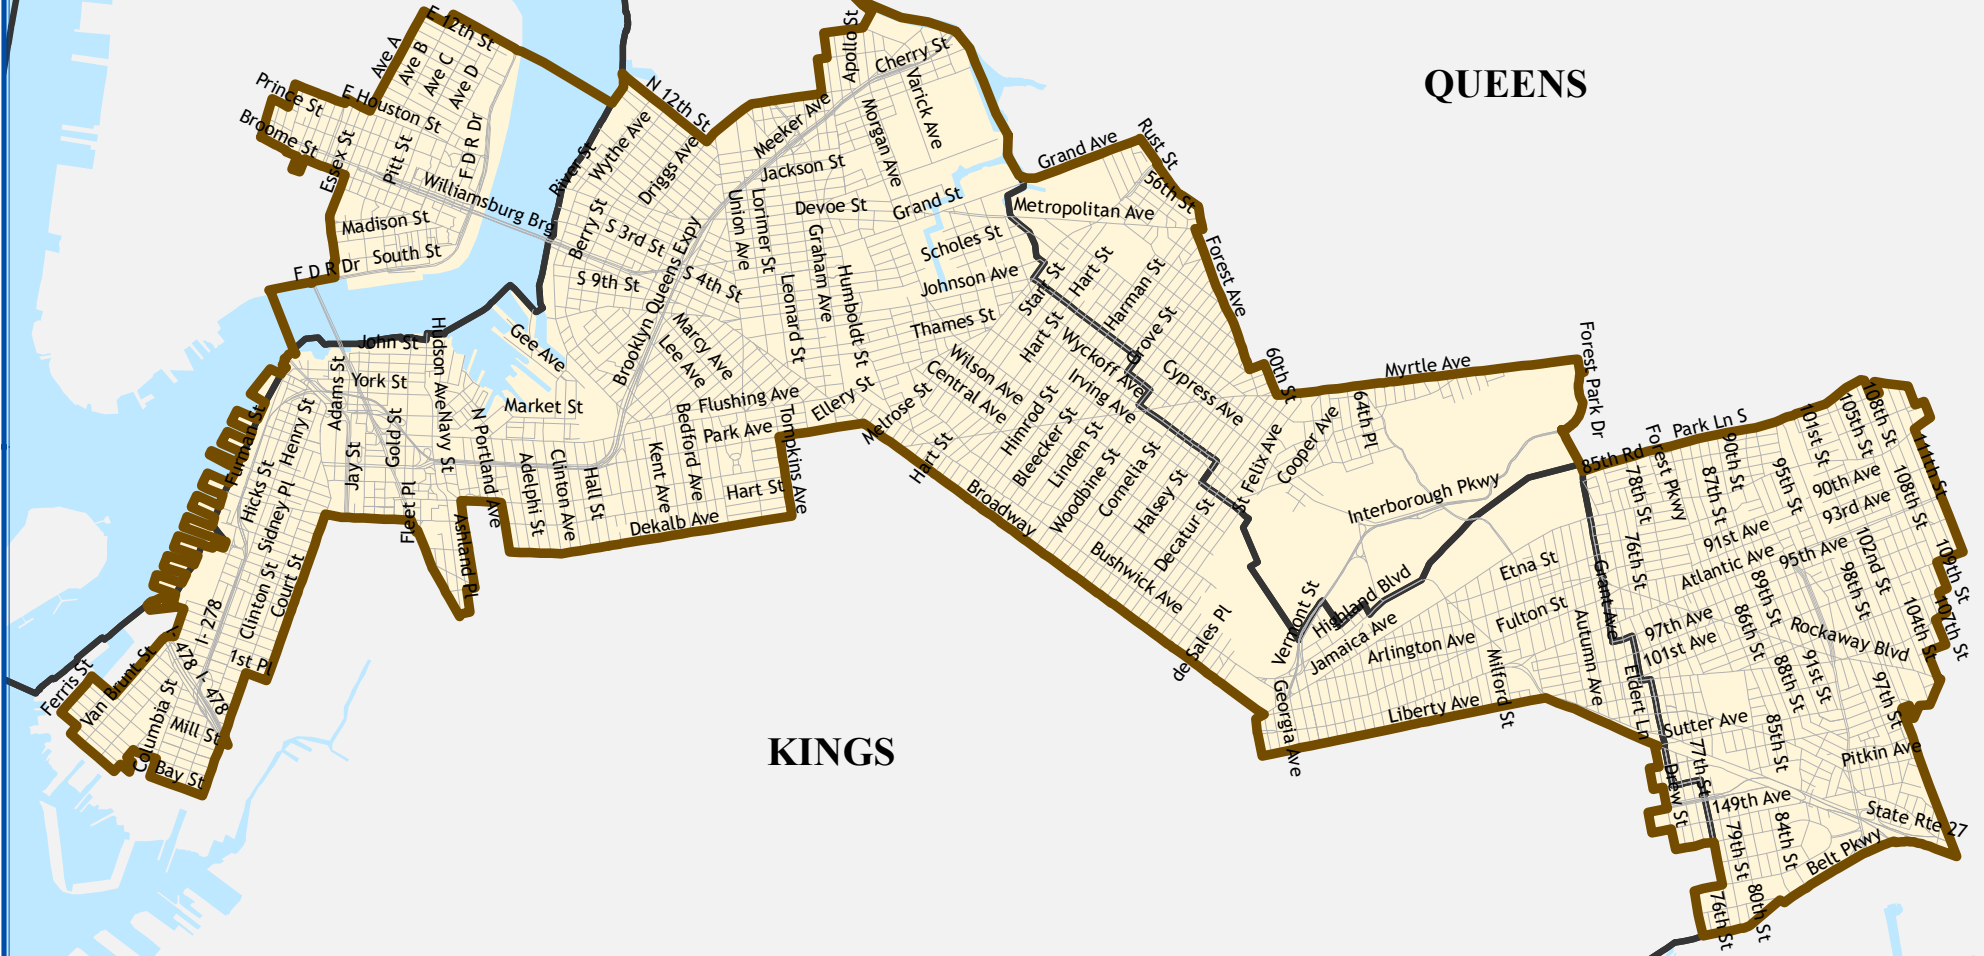 QUEENS
KINGS
E 12th St
Ave A
Ave B
Ave C
Ave D
Prince St
E Houston St
Broome St
Essex St
Pitt St
F D R Dr
Williamsburg Brg
Madison St
South St
F D R Dr
N 12th St
River St
Wythe Ave
Driggs Ave
Berry St
S 3rd St
S 9th St
S 4th St
Brooklyn Queens Expy
Apollo St
Cherry St
Varick Ave
Meeker Ave
Morgan Ave
Jackson St
Union Ave
Lorimer St
Devoe St
Grand St
Graham Ave
Humboldt St
Leonard St
Scholes St
Johnson Ave
Thames St
Grand Ave
Rust St
56th St
Metropolitan Ave
Forest Ave
Hart St
Harman St
Grove St
Hart St
Wyckoff Ave
Irving Ave
Cypress Ave
Wilson Ave
Central Ave
Himrod St
Bleecker St
Linden St
Woodbine St
Cornelia St
Halsey St
Decatur St
St Felix Ave
Cooper Ave
60th St
64th Pl
Myrtle Ave
Forest Park Dr
Park Ln S
85th Rd
Forest Pkwy
Interborough Pkwy
Highland Blvd
Vermont St
Jamaica Ave
Arlington Ave
Etna St
Fulton St
Autumn Ave
Milford St
Liberty Ave
Georgia Ave
de Sales Pl
Bushwick Ave
Broadway
Hart St
Melrose St
Ellery St
Tompkins Ave
Flushing Ave
Park Ave
Bedford Ave
Kent Ave
Hart St
Dekalb Ave
Marcy Ave
Lee Ave
Gee Ave
Market St
Hall St
Clinton Ave
Adelphi St
N Portland Ave
Ashland Pl
Navy St
Hudson Ave
John St
York St
Adams St
Gold St
Jay St
Fleet Pl
Henry St
Furman St
Hicks St
Sidney Pl
Clinton St
Court St
I- 278
I- 478
I- 478
1st Pl
Ferris St
Van Brunt St
Columbia St
Mill St
Bay St
78th St
76th St
87th St
90th St
95th St
101st St
105th St
108th St
111th St
90th Ave
93rd Ave
108th St
91st Ave
Atlantic Ave
95th Ave
102nd St
98th St
89th St
86th St
109th St
107th St
104th St
Grant Ave
97th Ave
101st Ave
Rockaway Blvd
91st St
88th St
97th St
Eldert Ln
Sutter Ave
77th St
85th St
Pitkin Ave
Drew St
149th Ave
State Rte 27
79th St
84th St
Belt Pkwy
76th St
80th St